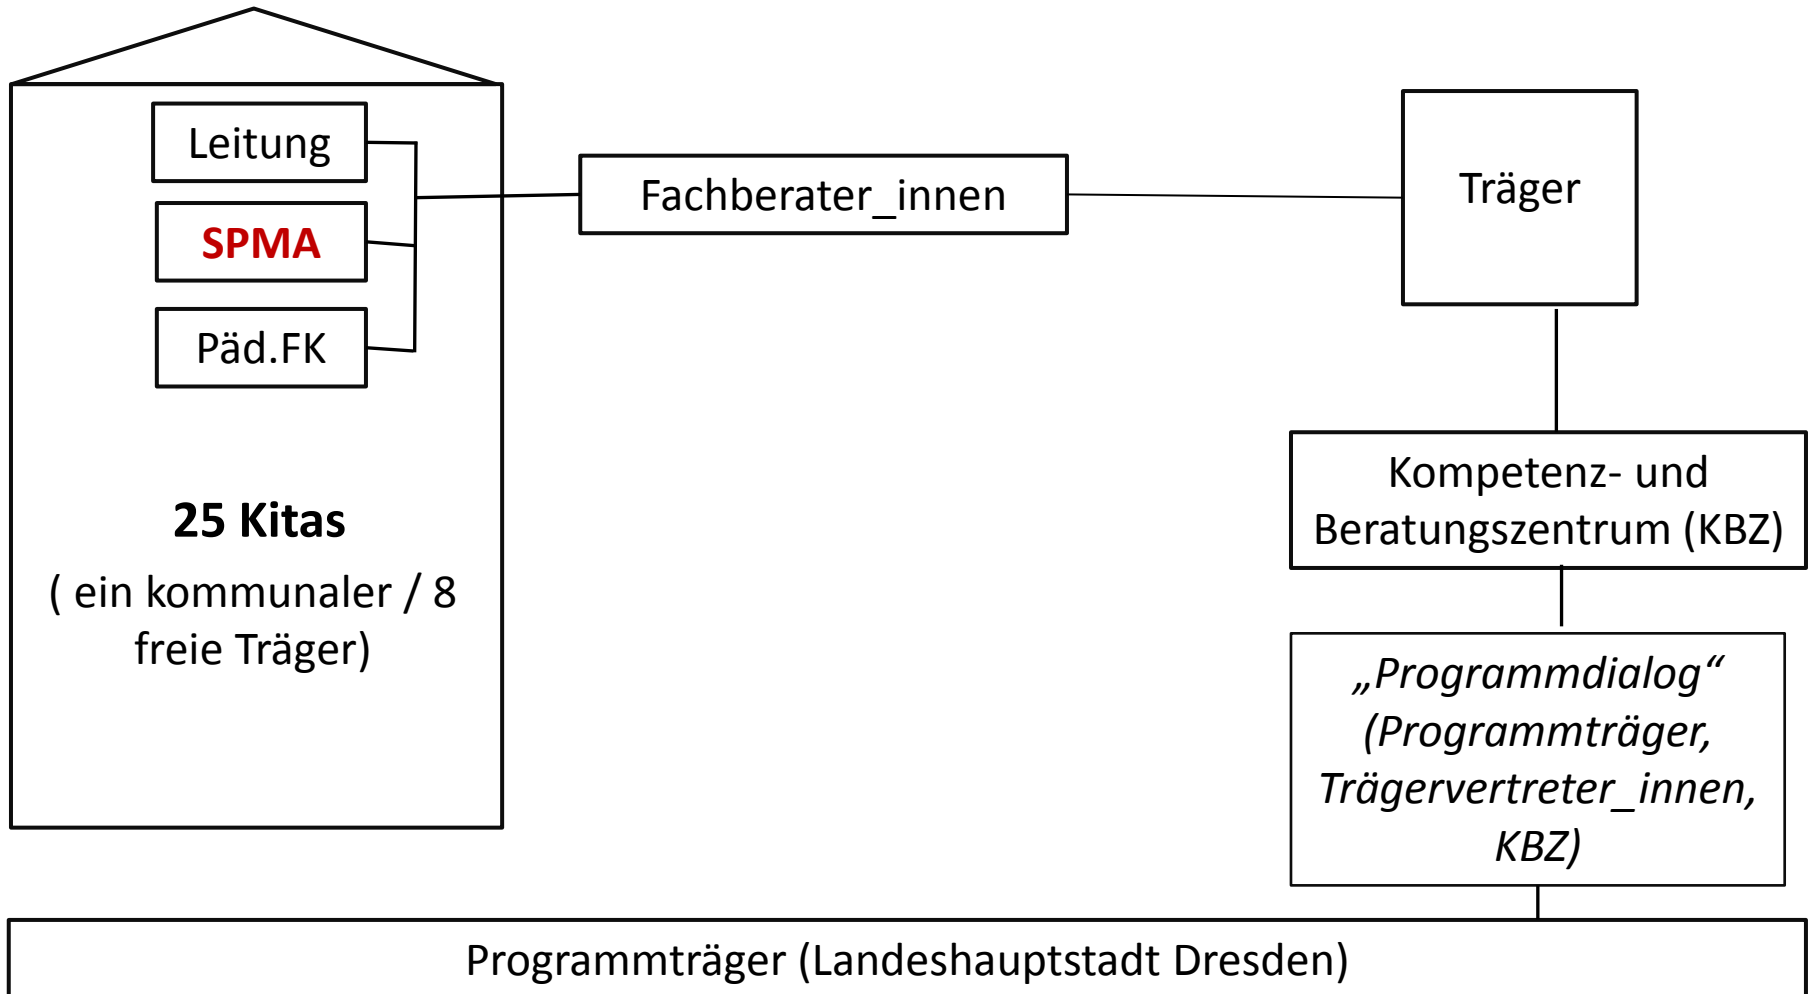 Leitung
SPMA
Päd.FK
25 Kitas
( ein kommunaler / 8
freie Träger)
Fachberater_innen
Träger
Kompetenz- und
Beratungszentrum (KBZ)
„Programmdialog“
(Programmträger,
Trägervertreter_innen,
KBZ)
Programmträger (Landeshauptstadt Dresden)